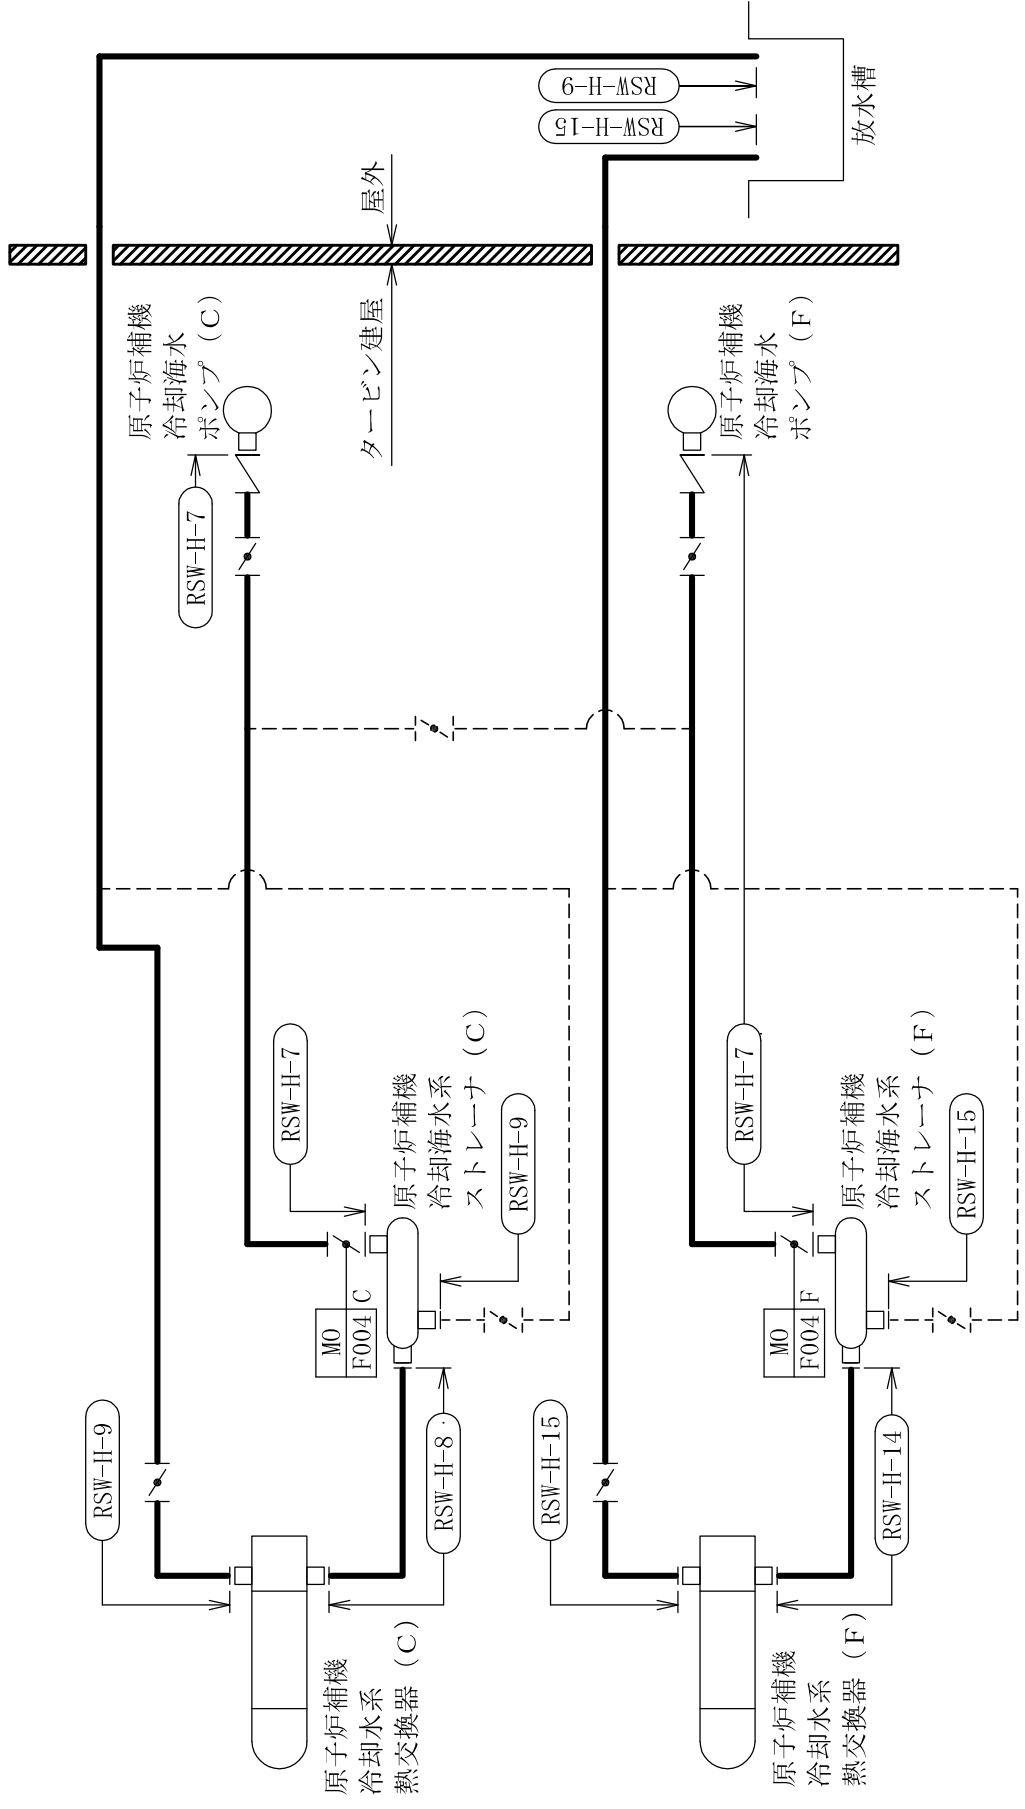 RSW-H-9
RSW-H-15
放水槽
屋外
タービン建屋
原子炉補機
冷却海水
ポンプ（C）
RSW-H-7
原子炉補機
冷却海水
ポンプ（F）
RSW-H-7
原子炉補機
冷却海水系
ストレーナ（C）
RSW-H-9
MO
F004 C
RSW-H-9
RSW-H-8
原子炉補機
冷却水系
熱交換器（C）
RSW-H-7
原子炉補機
冷却海水系
ストレーナ（F）
RSW-H-15
MO
F004 F
RSW-H-15
RSW-H-14
原子炉補機
冷却水系
熱交換器（F）